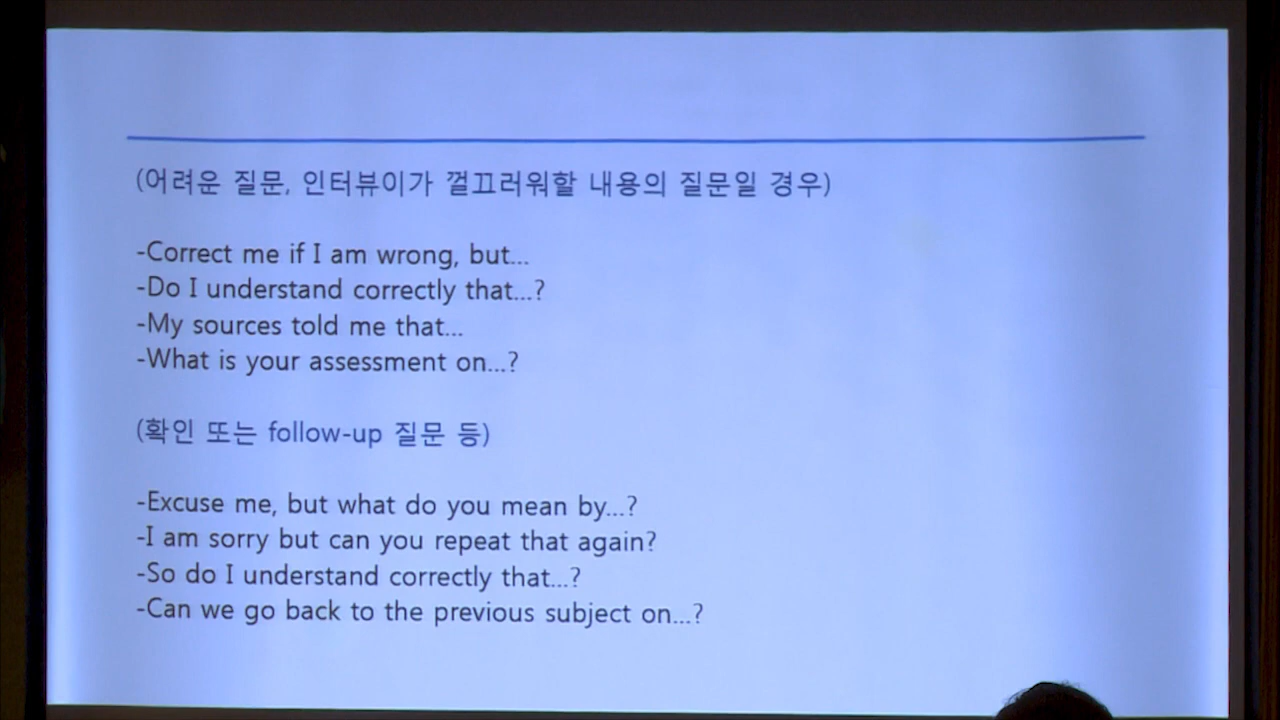 (어려운 질문, 인터뷰이가 껄끄러워할 내용의 질문일 경우)
-Correct me if I am wrong, but...
-Do I understand correctly that...?
-My sources told me that...
-What is your assessment on...?
(확인 또는 follow-up 질문 등)
-Excuse me, but what do you mean by...?
-I am sorry but can you repeat that again?
-So do I understand correctly that...?
-Can we go back to the previous subject on...?